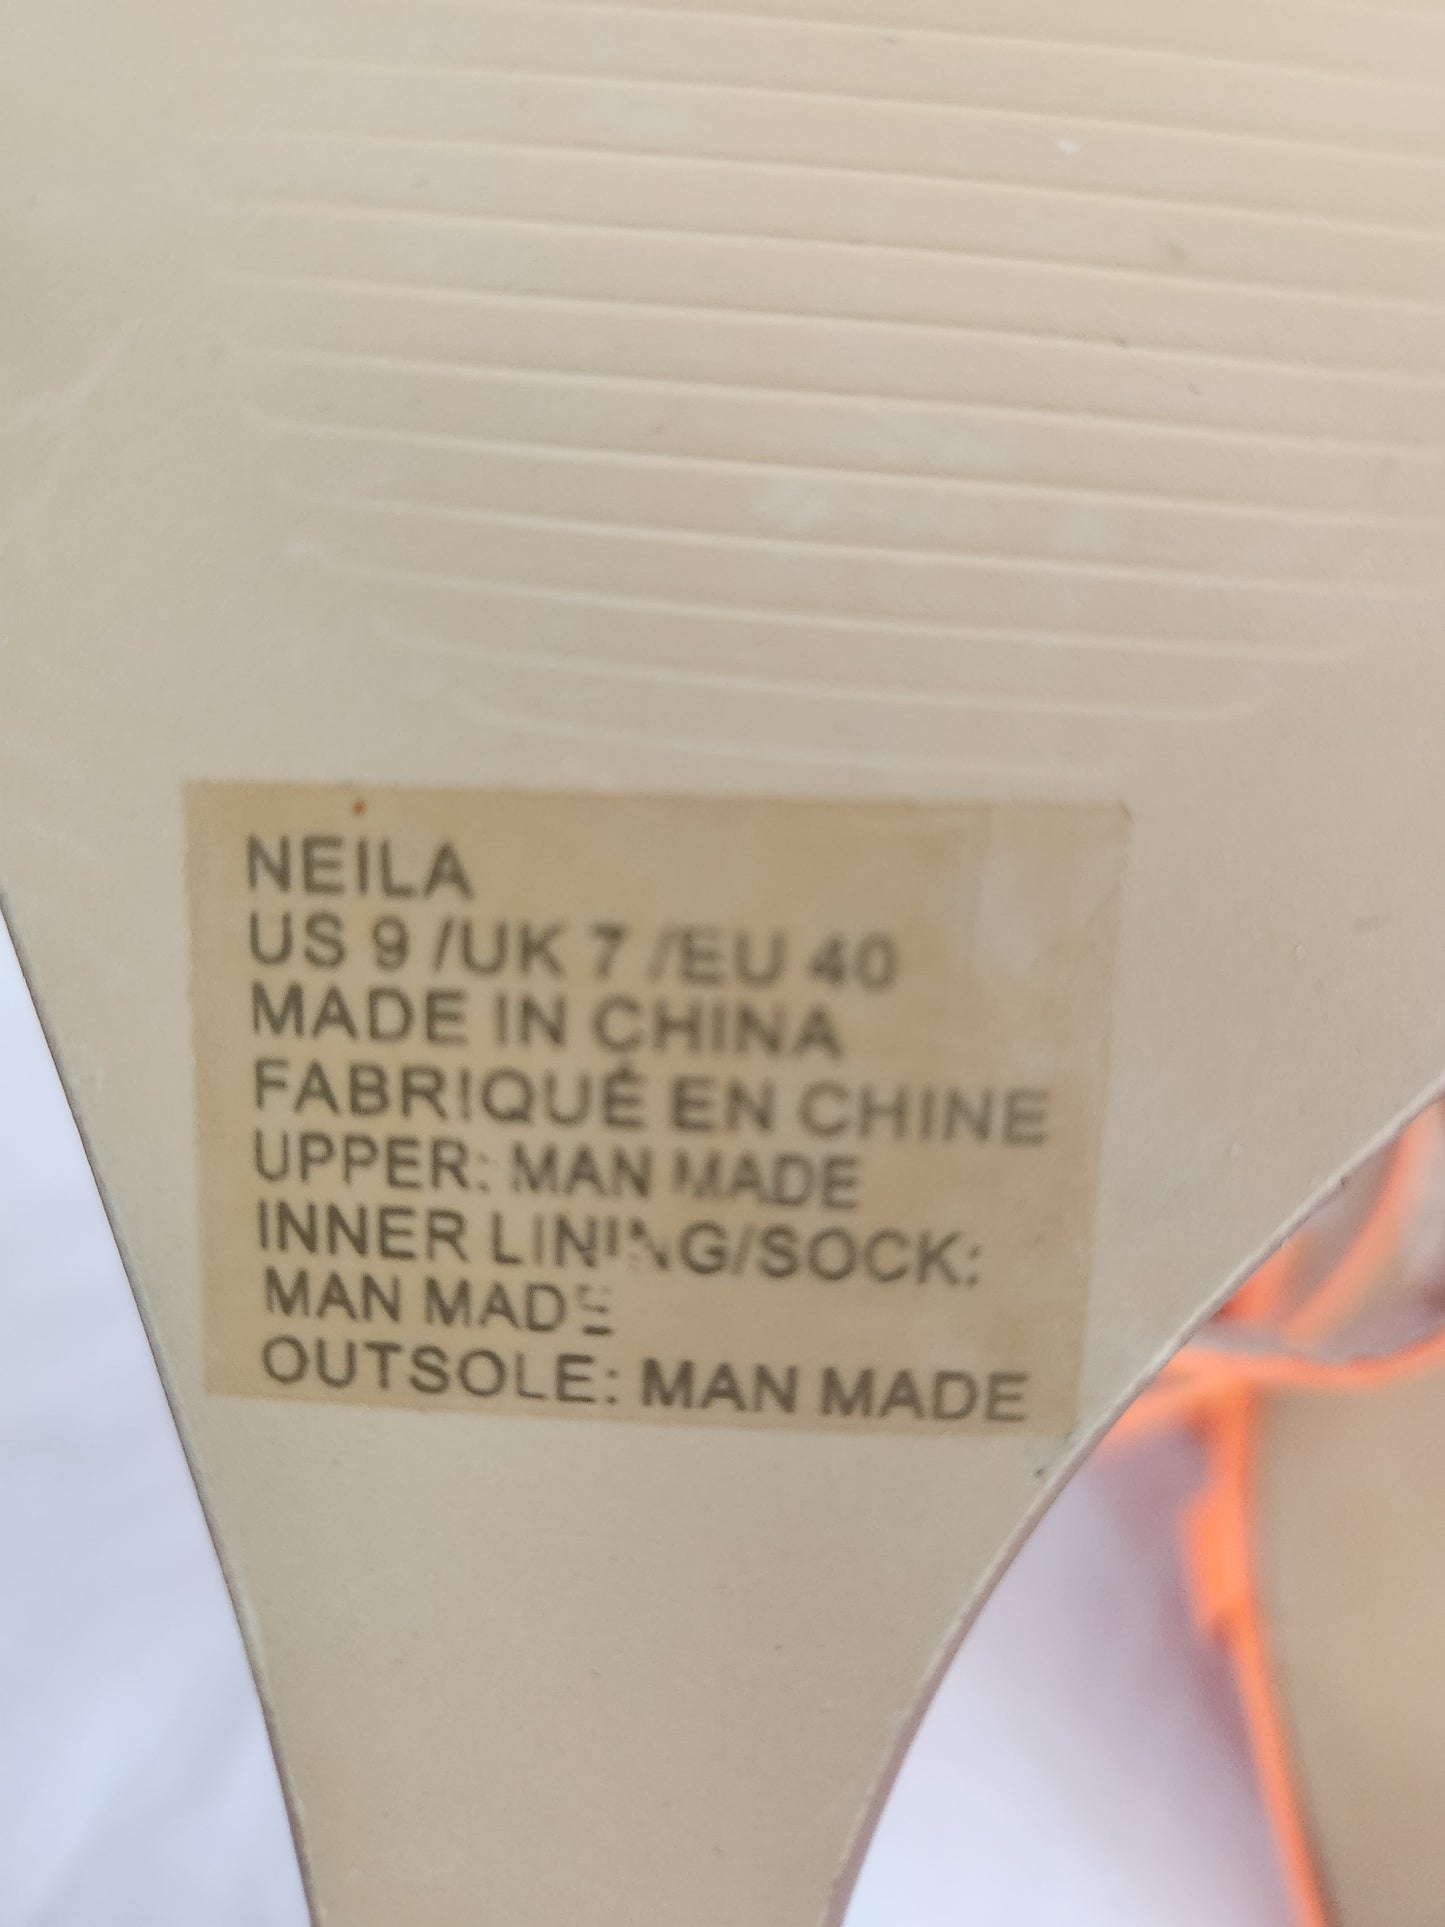 NEILA
US 9 /UK 7 /EU 40
MADE IN CHINA
FABRIQUÉ EN CHINE
UPPER: MAN MADE
INNER LINING/SOCK:
MAN MADE
OUTSOLE: MAN MADE